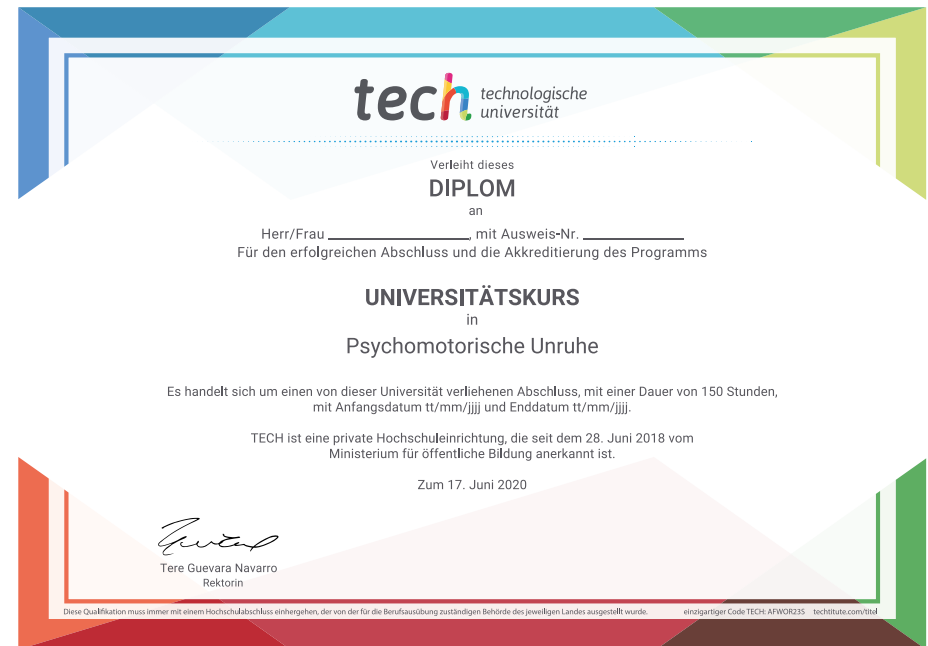 tech technologische
universität
Verleiht dieses
DIPLOM
an
Herr/Frau ____________________, mit Ausweis-Nr. ______________
Für den erfolgreichen Abschluss und die Akkreditierung des Programms
UNIVERSITÄTSKURS
in
Psychomotorische Unruhe
Es handelt sich um einen von dieser Universität verliehenen Abschluss, mit einer Dauer von 150 Stunden,
mit Anfangsdatum tt/mm/jjjj und Enddatum tt/mm/jjjj.
TECH ist eine private Hochschuleinrichtung, die seit dem 28. Juni 2018 vom
Ministerium für öffentliche Bildung anerkannt ist.
Zum 17. Juni 2020
Tere Guevara Navarro
Rektorin
Diese Qualifikation muss immer mit einem Hochschulabschluss einhergehen, der von der für die Berufsausübung zuständigen Behörde des jeweiligen Landes ausgestellt wurde. einzigartiger Code TECH: AFWOR23S techtitute.com/titel